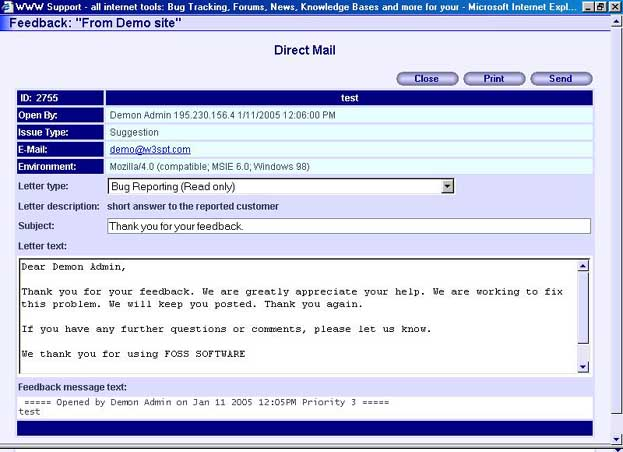 WWW Support - all internet tools: Bug Tracking, Forums, News, Knowledge Bases and more for your - Microsoft Internet Expl...
Feedback: "From Demo site"
Direct Mail
Close Print Send
ID: 2755 test
Open By: Demon Admin 195.230.156.4 1/11/2005 12:06:00 PM
Issue Type: Suggestion
E-Mail: demo@w3spt.com
Environment: Mozilla/4.0 (compatible; MSIE 6.0; Windows 98)
Letter type: Bug Reporting (Read only)
Letter description: short answer to the reported customer
Subject: Thank you for your feedback.
Letter text:
Dear Demon Admin,
Thank you for your feedback. We are greatly appreciate your help. We are working to fix
this problem. We will keep you posted. Thank you again.
If you have any further questions or comments, please let us know.
We thank you for using FOSS SOFTWARE
Feedback message text:
===== Opened by Demon Admin on Jan 11 2005 12:05PM Priority 3 =====
test